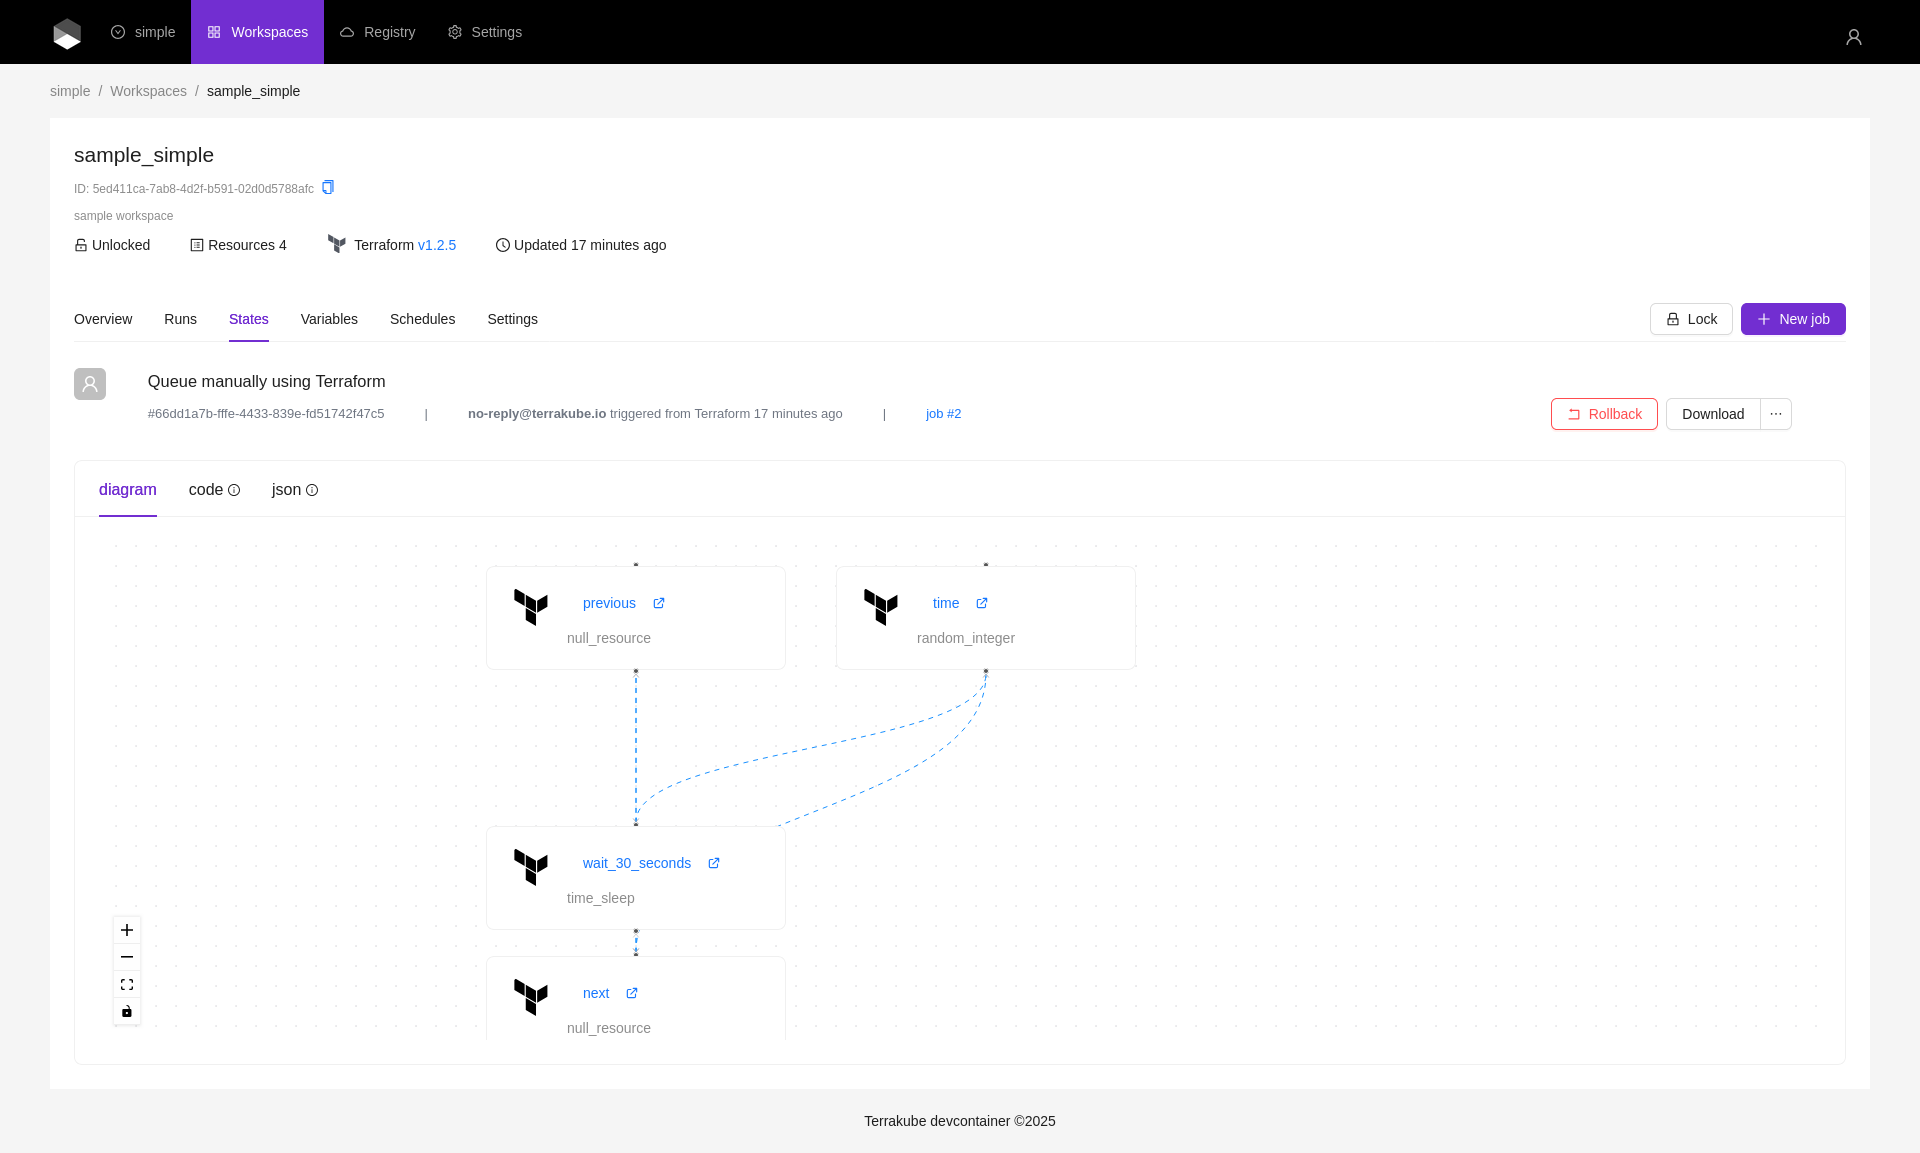 simple
Workspaces
Registry
Settings
simple / Workspaces / sample_simple
sample_simple
ID: 5ed411ca-7ab8-4d2f-b591-02d0d5788afc
sample workspace
Unlocked
Resources 4
Terraform v1.2.5
Updated 17 minutes ago
Overview
Runs
States
Variables
Schedules
Settings
Lock
New job
Queue manually using Terraform
#66dd1a7b-fffe-4433-839e-fd51742f47c5 | no-reply@terrakube.io triggered from Terraform 17 minutes ago | job #2
Rollback
Download
diagram
code
json
previous
null_resource
time
random_integer
wait_30_seconds
time_sleep
next
null_resource
Terrakube devcontainer ©2025